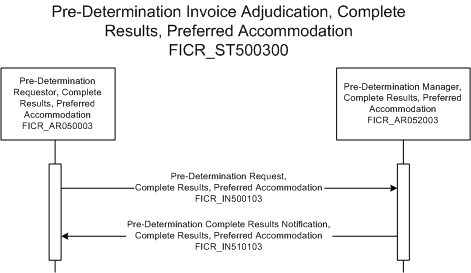 Pre-Determination Invoice Adjudication, Complete
Results, Preferred Accommodation
FICR_ST500300
Pre-Determination
Requestor, Complete
Results, Preferred
Accommodation
FICR_AR050003
Pre-Determination Manager,
Complete Results, Preferred
Accommodation
FICR_AR052003
Pre-Determination Request,
Complete Results, Preferred Accommodation
FICR_IN500103
Pre-Determination Complete Results Notification,
Complete Results, Preferred Accommodation
FICR_IN510103